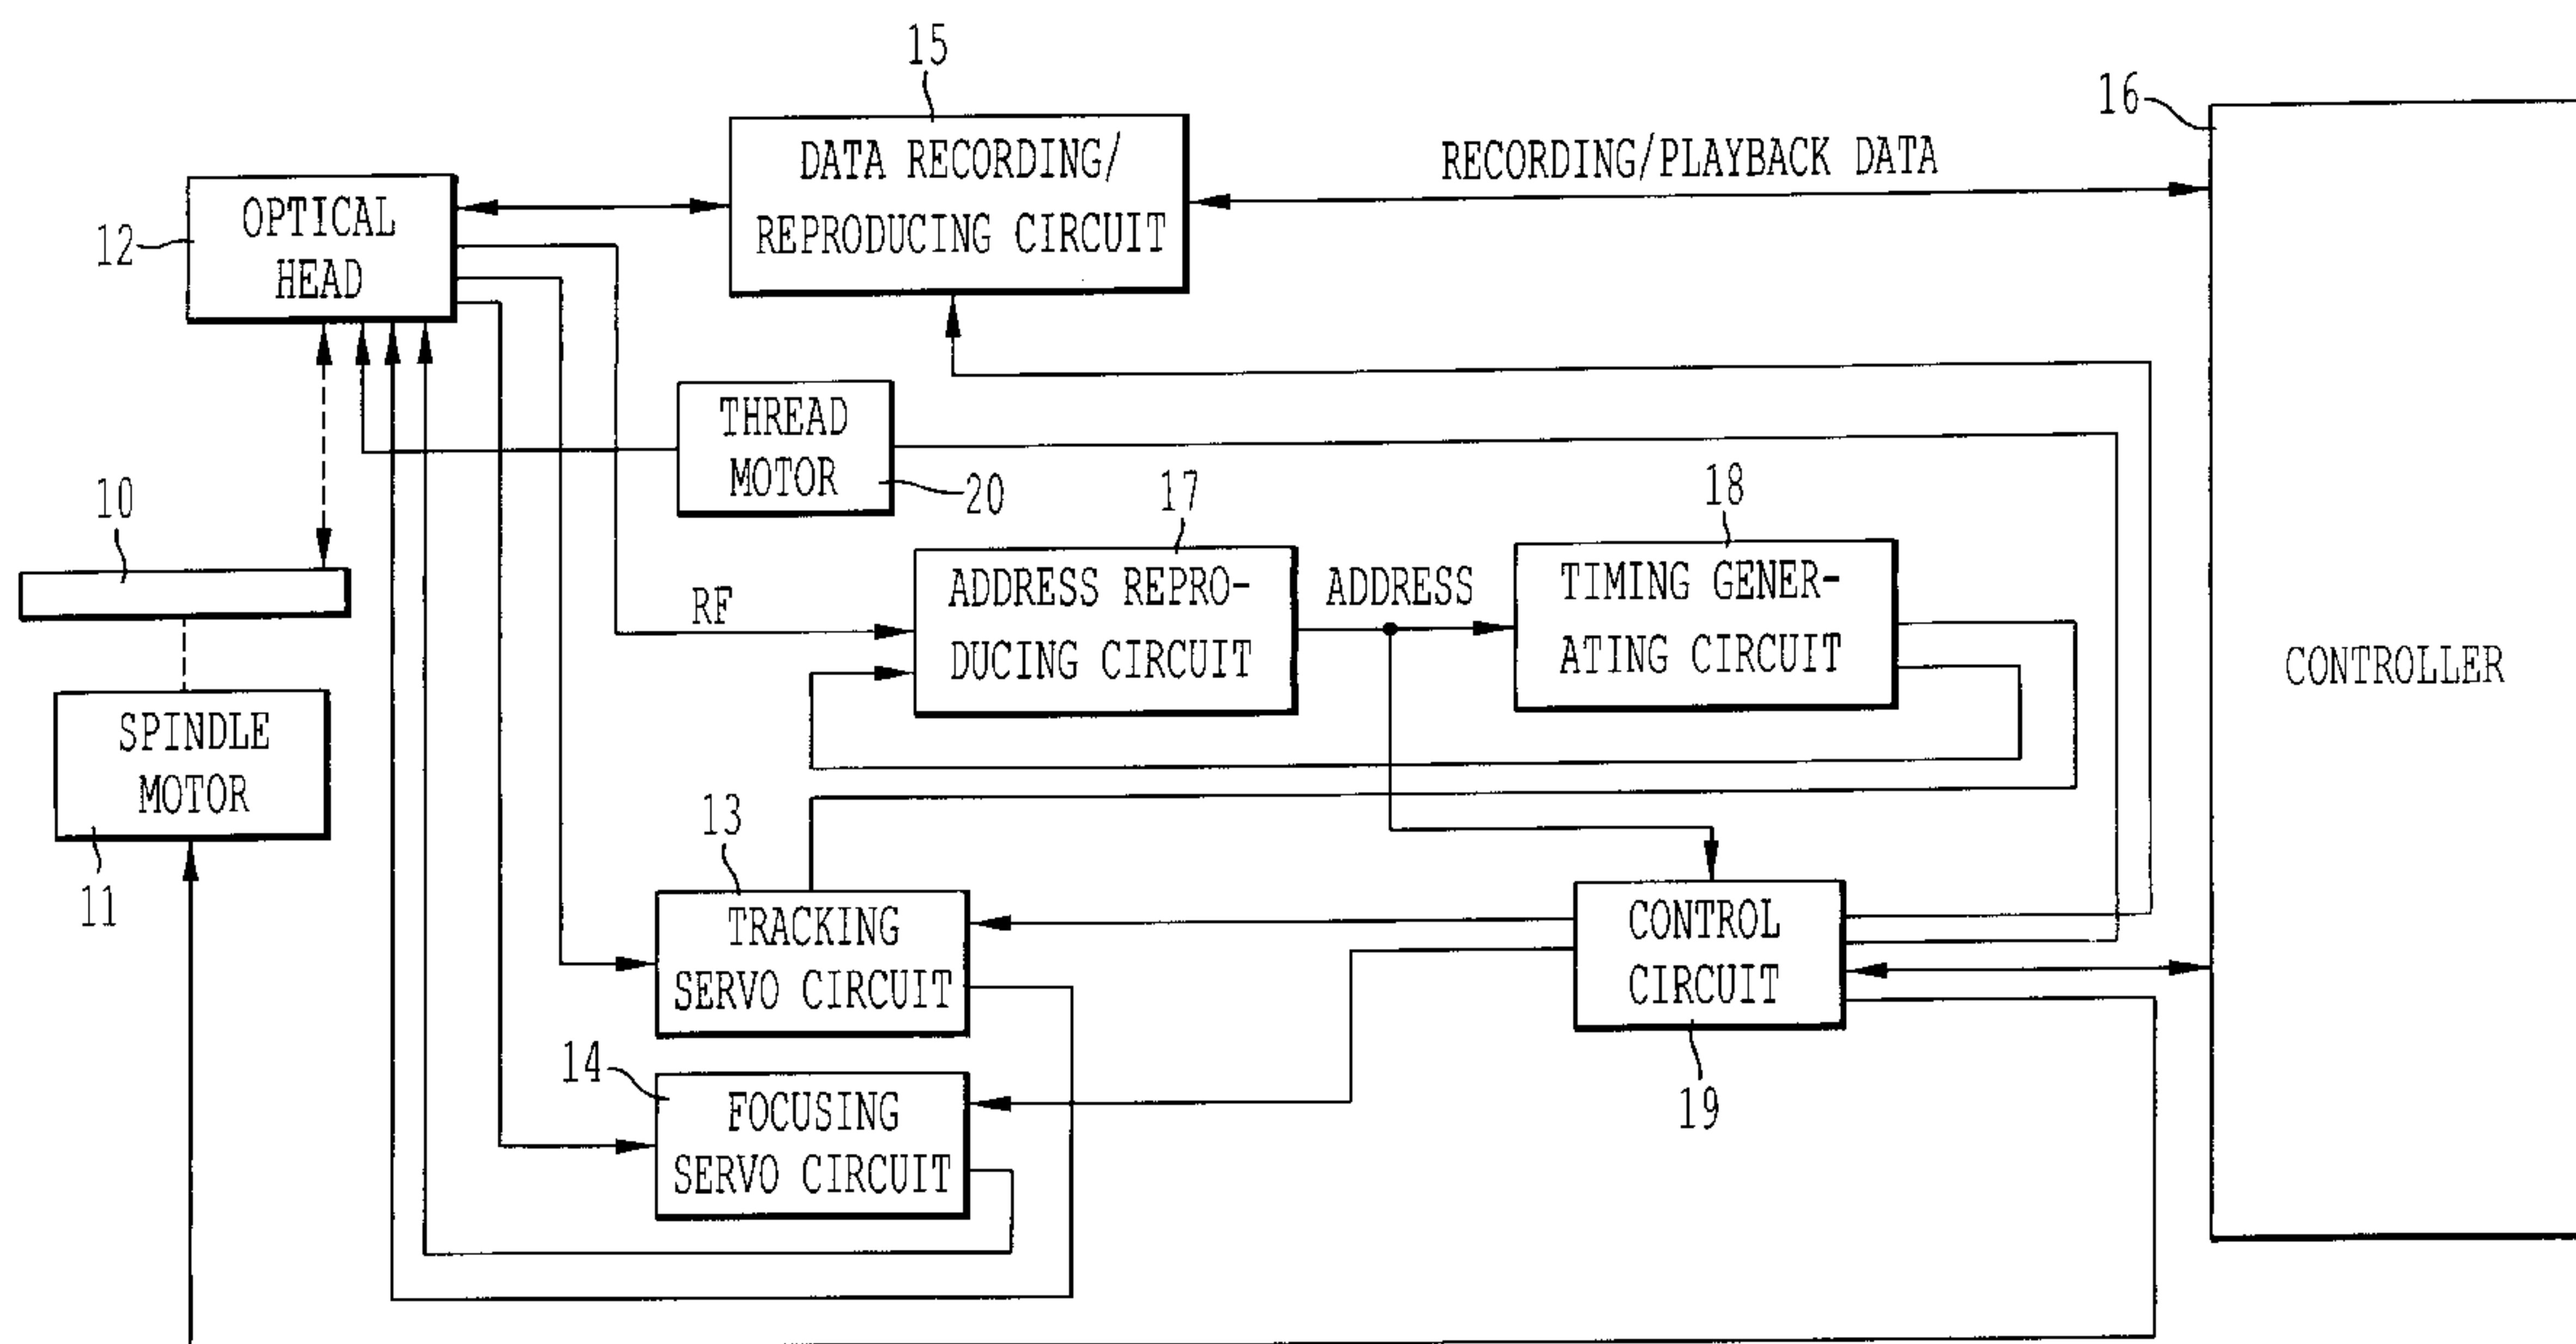 15
16
DATA RECORDING/
REPRODUCING CIRCUIT
RECORDING/PLAYBACK DATA
12
OPTICAL
HEAD
THREAD
MOTOR
20
10
17
18
RF
ADDRESS REPRO-
DUCING CIRCUIT
ADDRESS
TIMING GENER-
ATING CIRCUIT
CONTROLLER
SPINDLE
MOTOR
11
13
TRACKING
SERVO CIRCUIT
CONTROL
CIRCUIT
19
14
FOCUSING
SERVO CIRCUIT